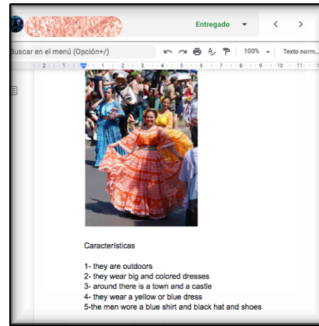 Entregado
Buscar en el menú (Opción+/)
100%
Texto norm...
Características
1- they are outdoors
2- they wear big and colored dresses
3- around there is a town and a castle
4- they wear a yellow or blue dress
5-the men wore a blue shirt and black hat and shoes